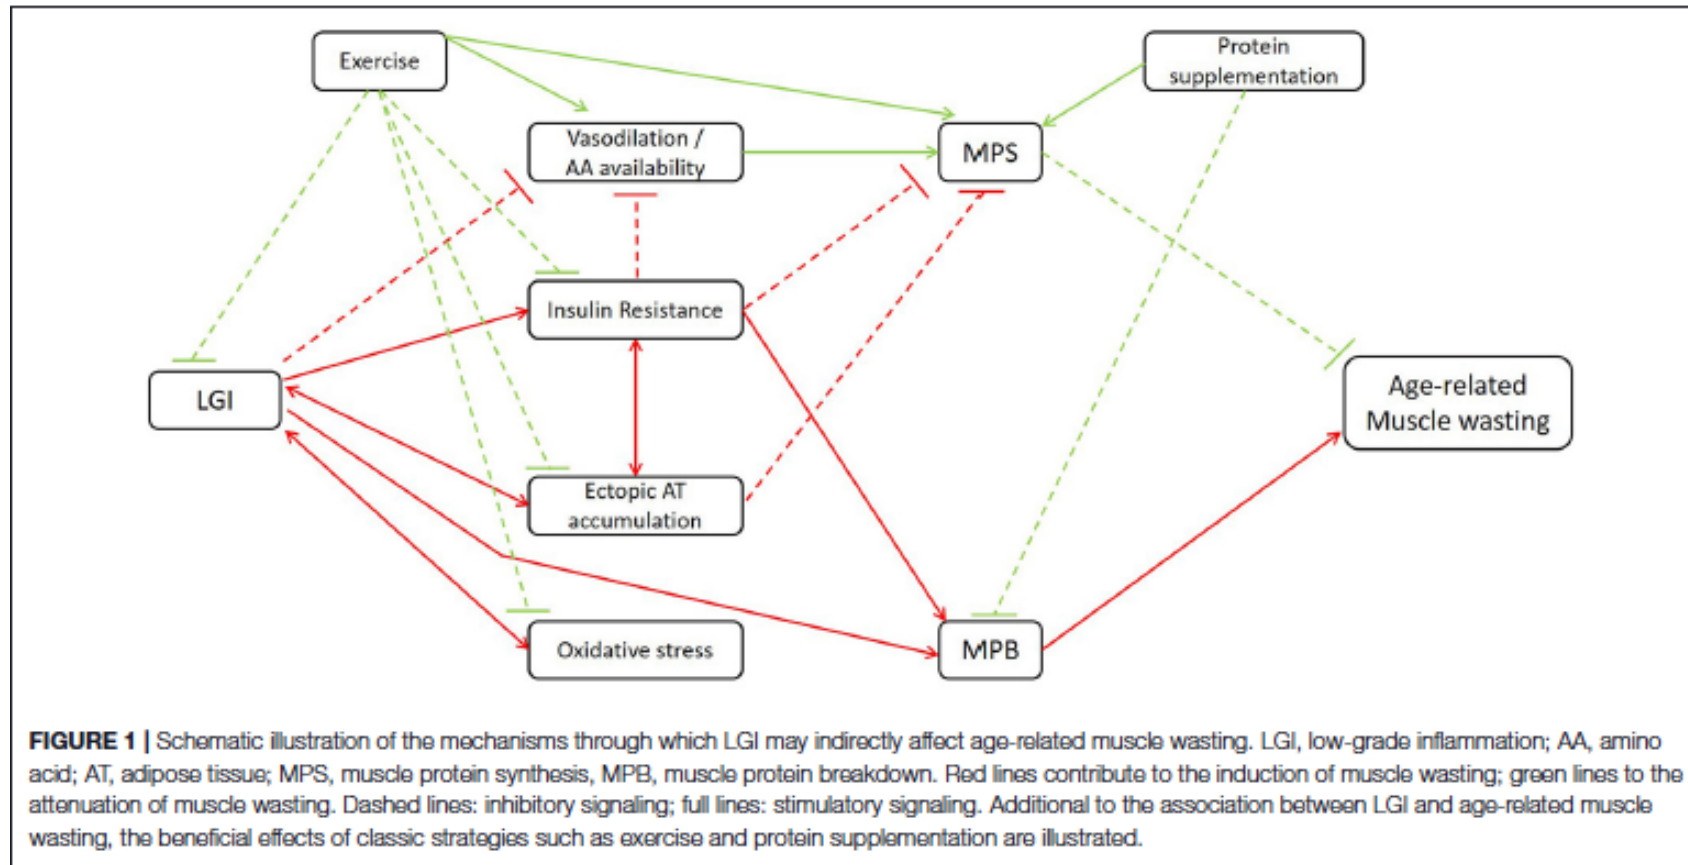 Exercise
Protein
supplementation
Vasodilation /
AA availability
MPS
Insulin Resistance
LGI
Age-related
Muscle wasting
Ectopic AT
accumulation
Oxidative stress
MPB
FIGURE 1 | Schematic illustration of the mechanisms through which LGI may indirectly affect age-related muscle wasting. LGI, low-grade inflammation; AA, amino
acid; AT, adipose tissue; MPS, muscle protein synthesis, MPB, muscle protein breakdown. Red lines contribute to the induction of muscle wasting; green lines to the
attenuation of muscle wasting. Dashed lines: inhibitory signaling; full lines: stimulatory signaling. Additional to the association between LGI and age-related muscle
wasting, the beneficial effects of classic strategies such as exercise and protein supplementation are illustrated.